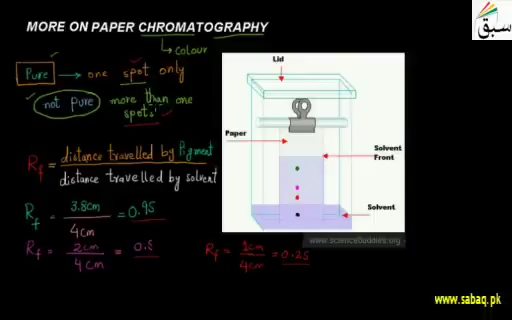 MORE ON PAPER CHROMATOGRAPHY
سبق
colour
Pure → one spot only
not pure more than one
spots
Rf = distance travelled by Pigment
distance travelled by solvent
Rf = 3.8cm = 0.95
4cm
Rf = 2cm = 0.5
4cm
Rf = 1cm = 0.25
4cm
Lid
Paper
Solvent
Front
Solvent
www.sciencebuddies.org
www.sabaq.pk